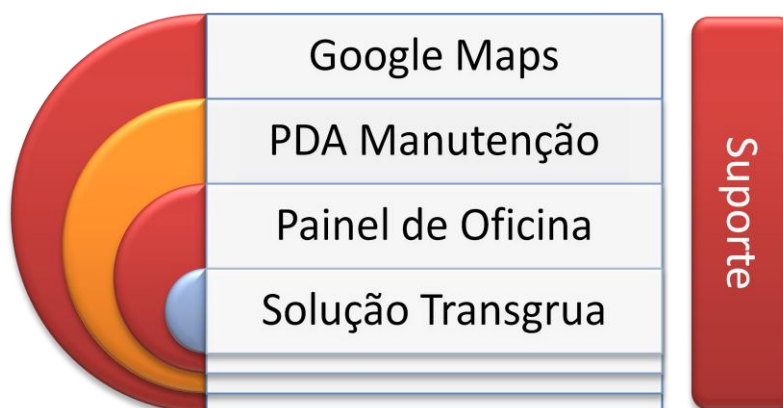 Google Maps
PDA Manutenção
Painel de Oficina
Solução Transgrua
Suporte